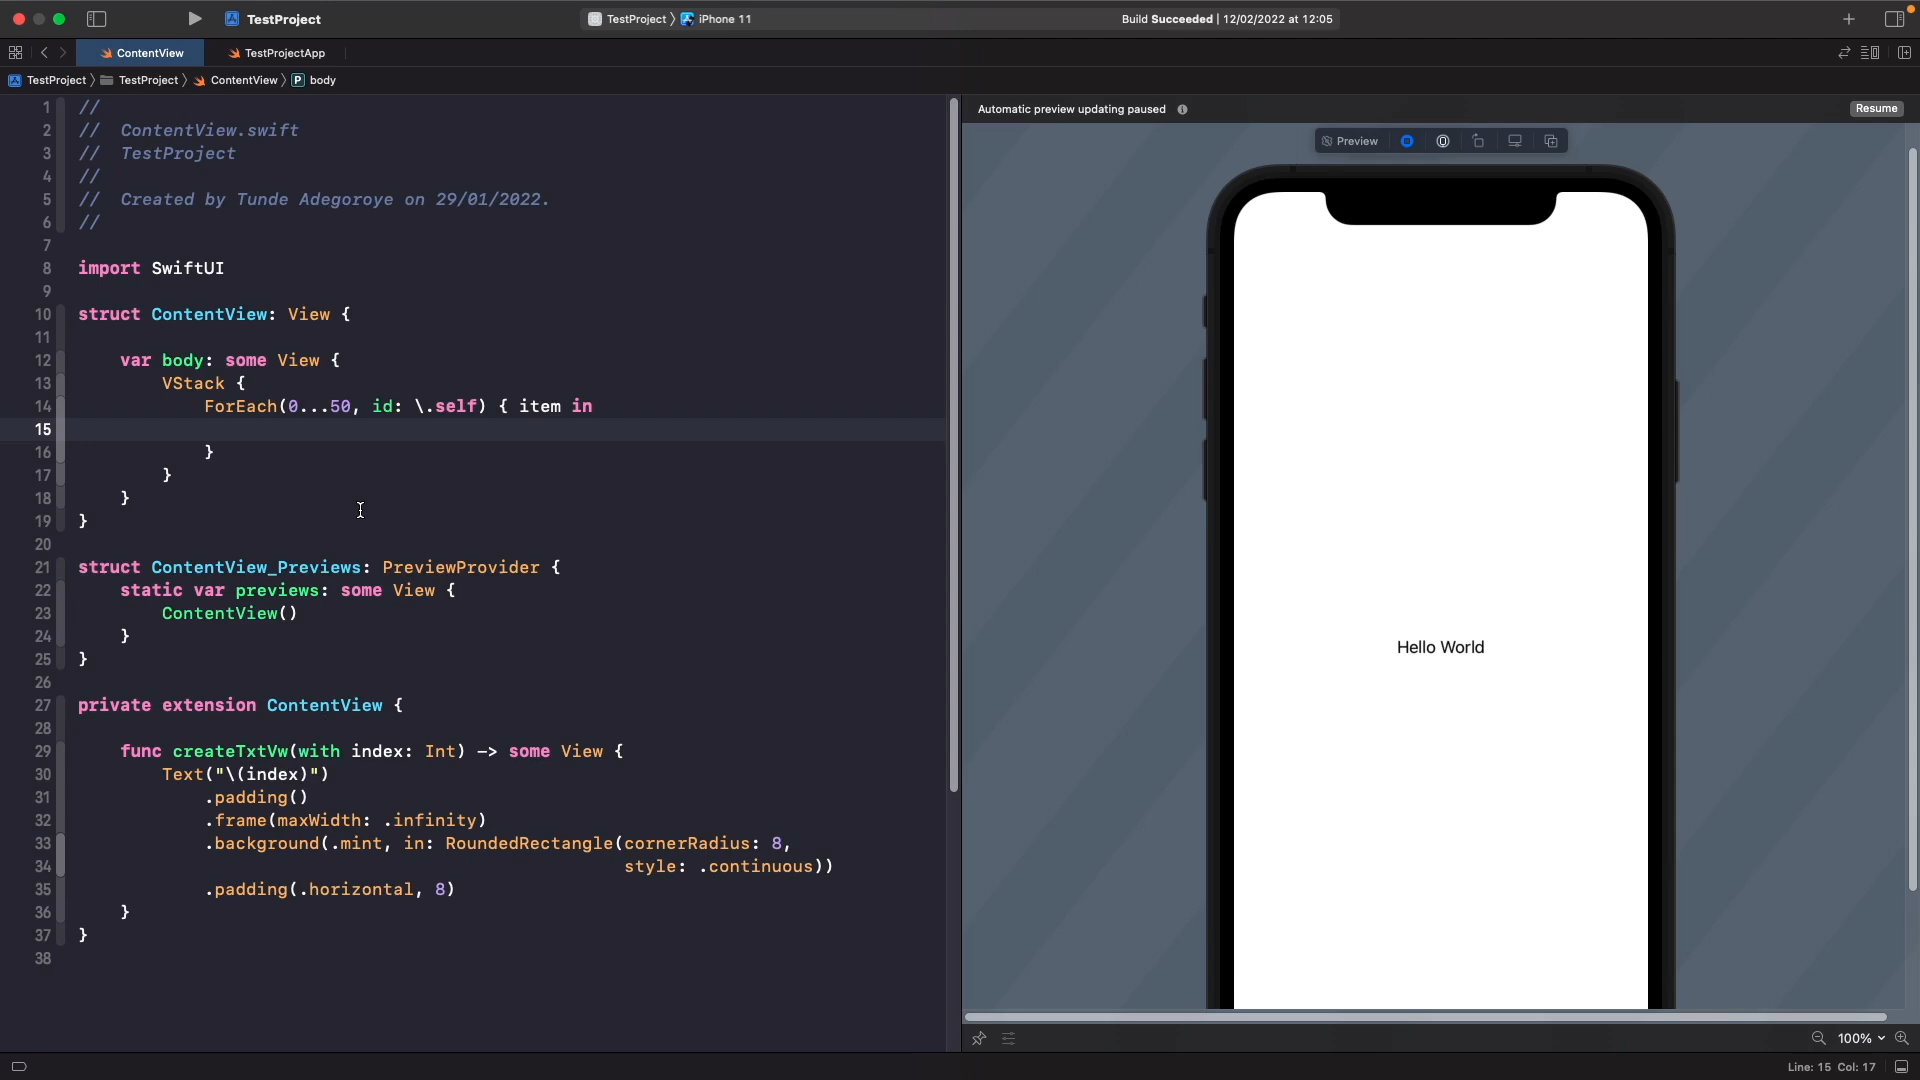 TestProject
TestProject 〉 iPhone 11
Build Succeeded | 12/02/2022 at 12:05
ContentView
TestProjectApp
TestProject 〉 TestProject 〉 ContentView 〉 P body
1 //
2 //  ContentView.swift
3 //  TestProject
4 //
5 //  Created by Tunde Adegoroye on 29/01/2022.
6 //
7
8 import SwiftUI
9
10 struct ContentView: View {
11
12     var body: some View {
13         VStack {
14             ForEach(0...50, id: \.self) { item in
15
16             }
17         }
18     }
19 }
20
21 struct ContentView_Previews: PreviewProvider {
22     static var previews: some View {
23         ContentView()
24     }
25 }
26
27 private extension ContentView {
28
29     func createTxtVw(with index: Int) -> some View {
30         Text("\(index)")
31             .padding()
32             .frame(maxWidth: .infinity)
33             .background(.mint, in: RoundedRectangle(cornerRadius: 8,
34                                                     style: .continuous))
35             .padding(.horizontal, 8)
36     }
37 }
38
Automatic preview updating paused
Resume
Preview
Hello World
100%
Line: 15 Col: 17